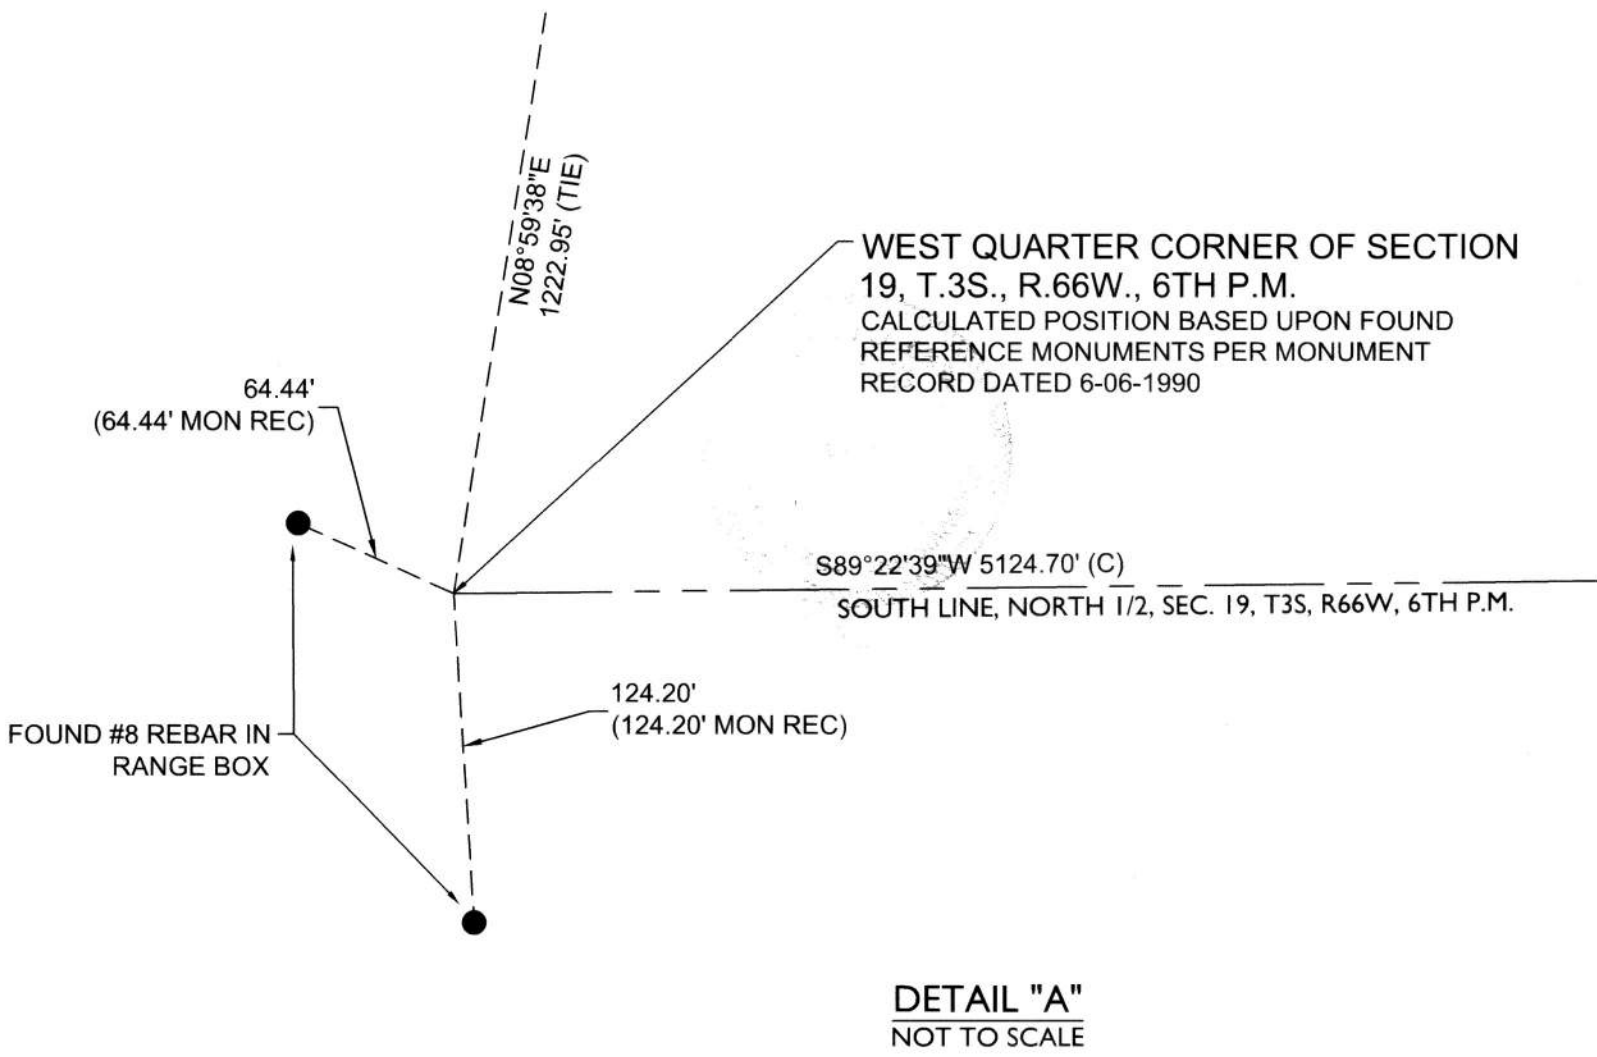 N08°59'38"E
1222.95' (TIE)
WEST QUARTER CORNER OF SECTION
19, T.3S., R.66W., 6TH P.M.
CALCULATED POSITION BASED UPON FOUND
REFERENCE MONUMENTS PER MONUMENT
RECORD DATED 6-06-1990
64.44'
(64.44' MON REC)
S89°22'39"W 5124.70' (C)
SOUTH LINE, NORTH 1/2, SEC. 19, T3S, R66W, 6TH P.M.
124.20'
(124.20' MON REC)
FOUND #8 REBAR IN
RANGE BOX
DETAIL "A"
NOT TO SCALE